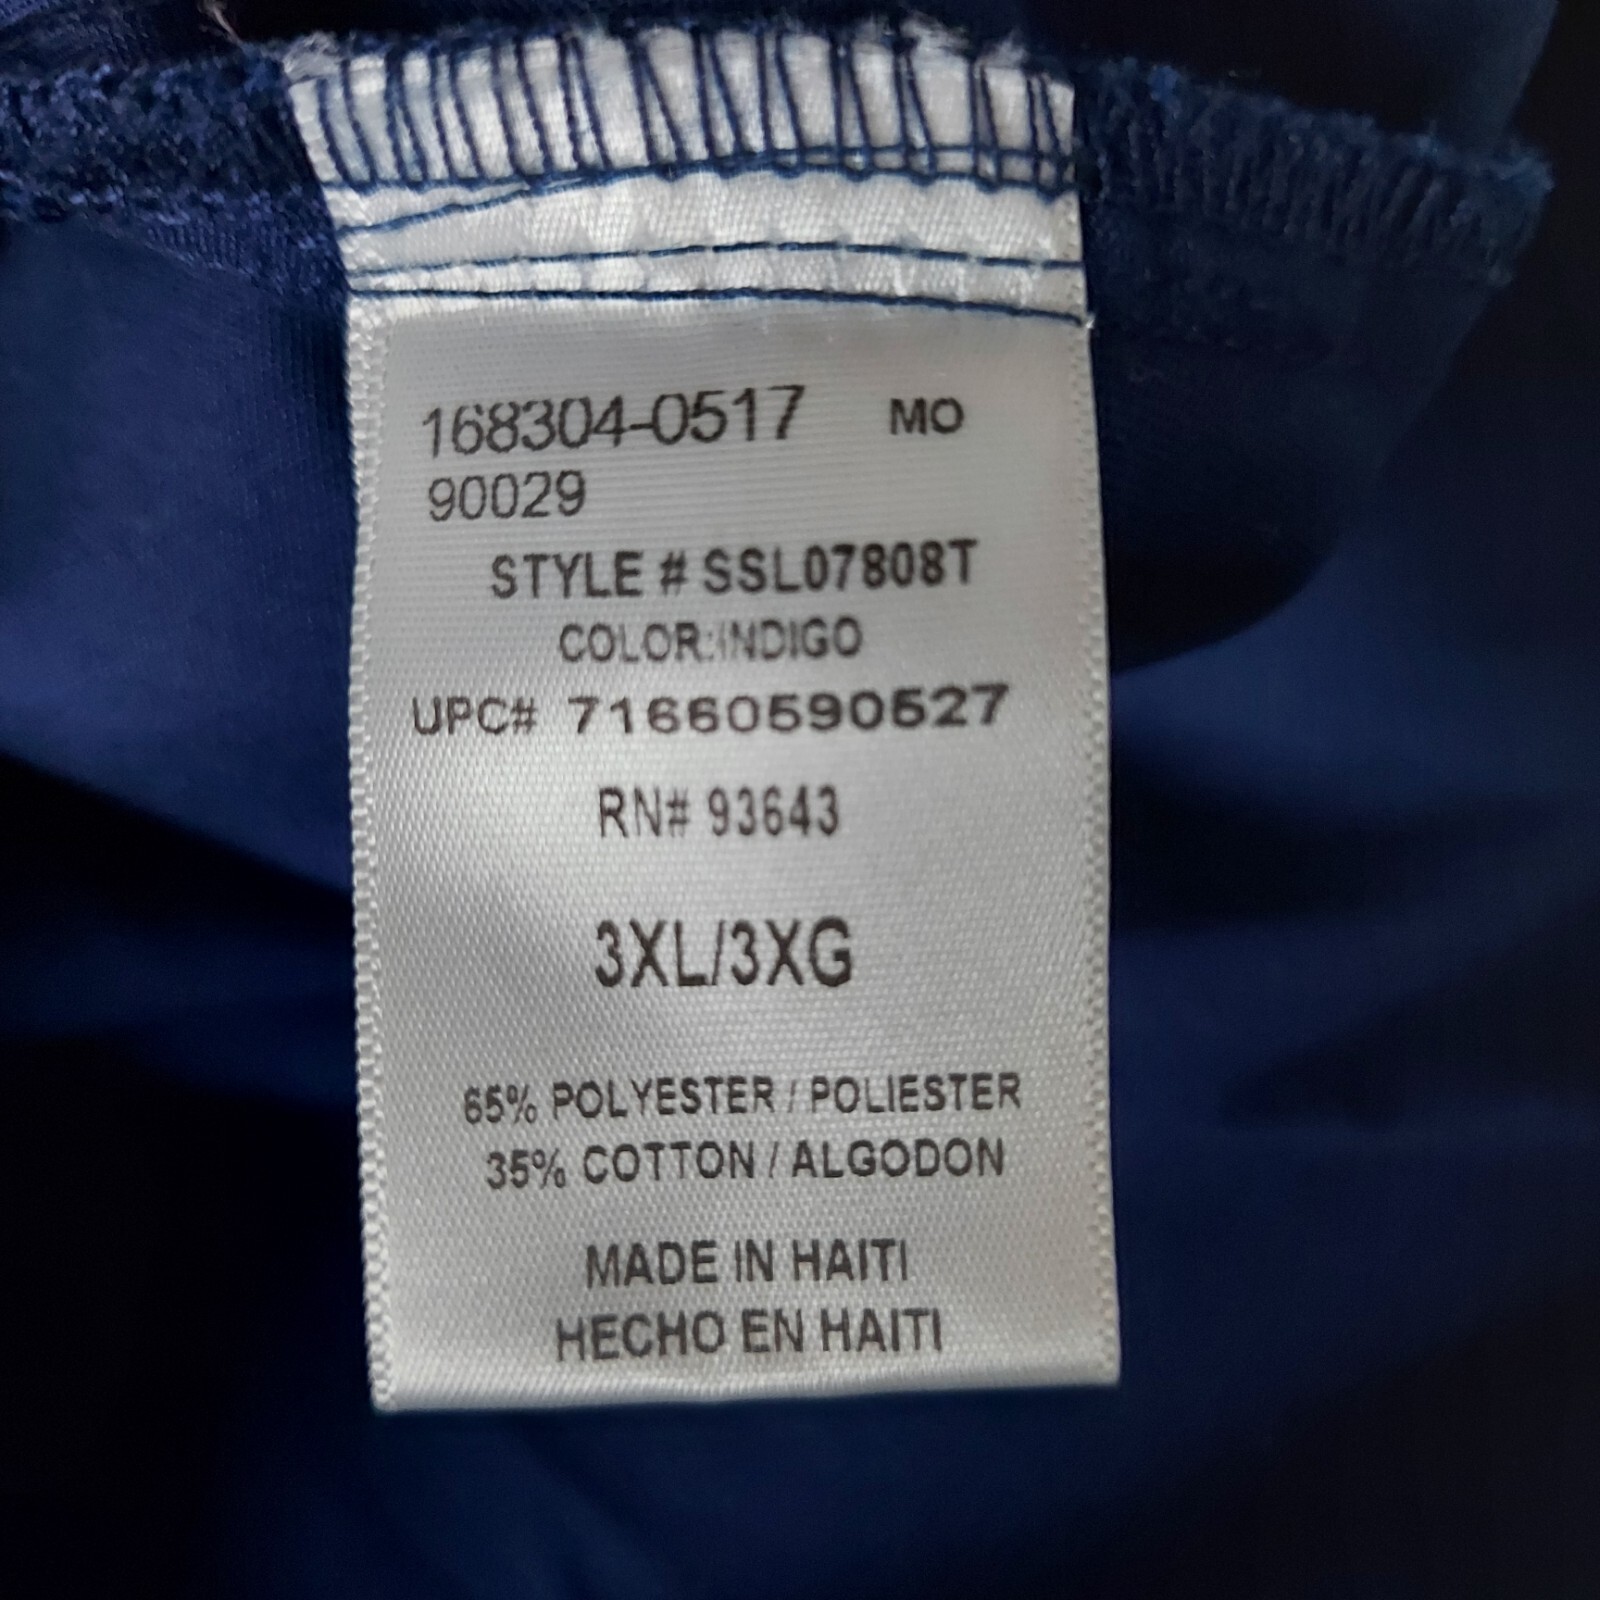 168304-0517 MO
90029
STYLE # SSL07808T
COLOR:INDIGO
UPC# 71660590527
RN# 93643
3XL/3XG
65% POLYESTER / POLIESTER
35% COTTON / ALGODON
MADE IN HAITI
HECHO EN HAITI